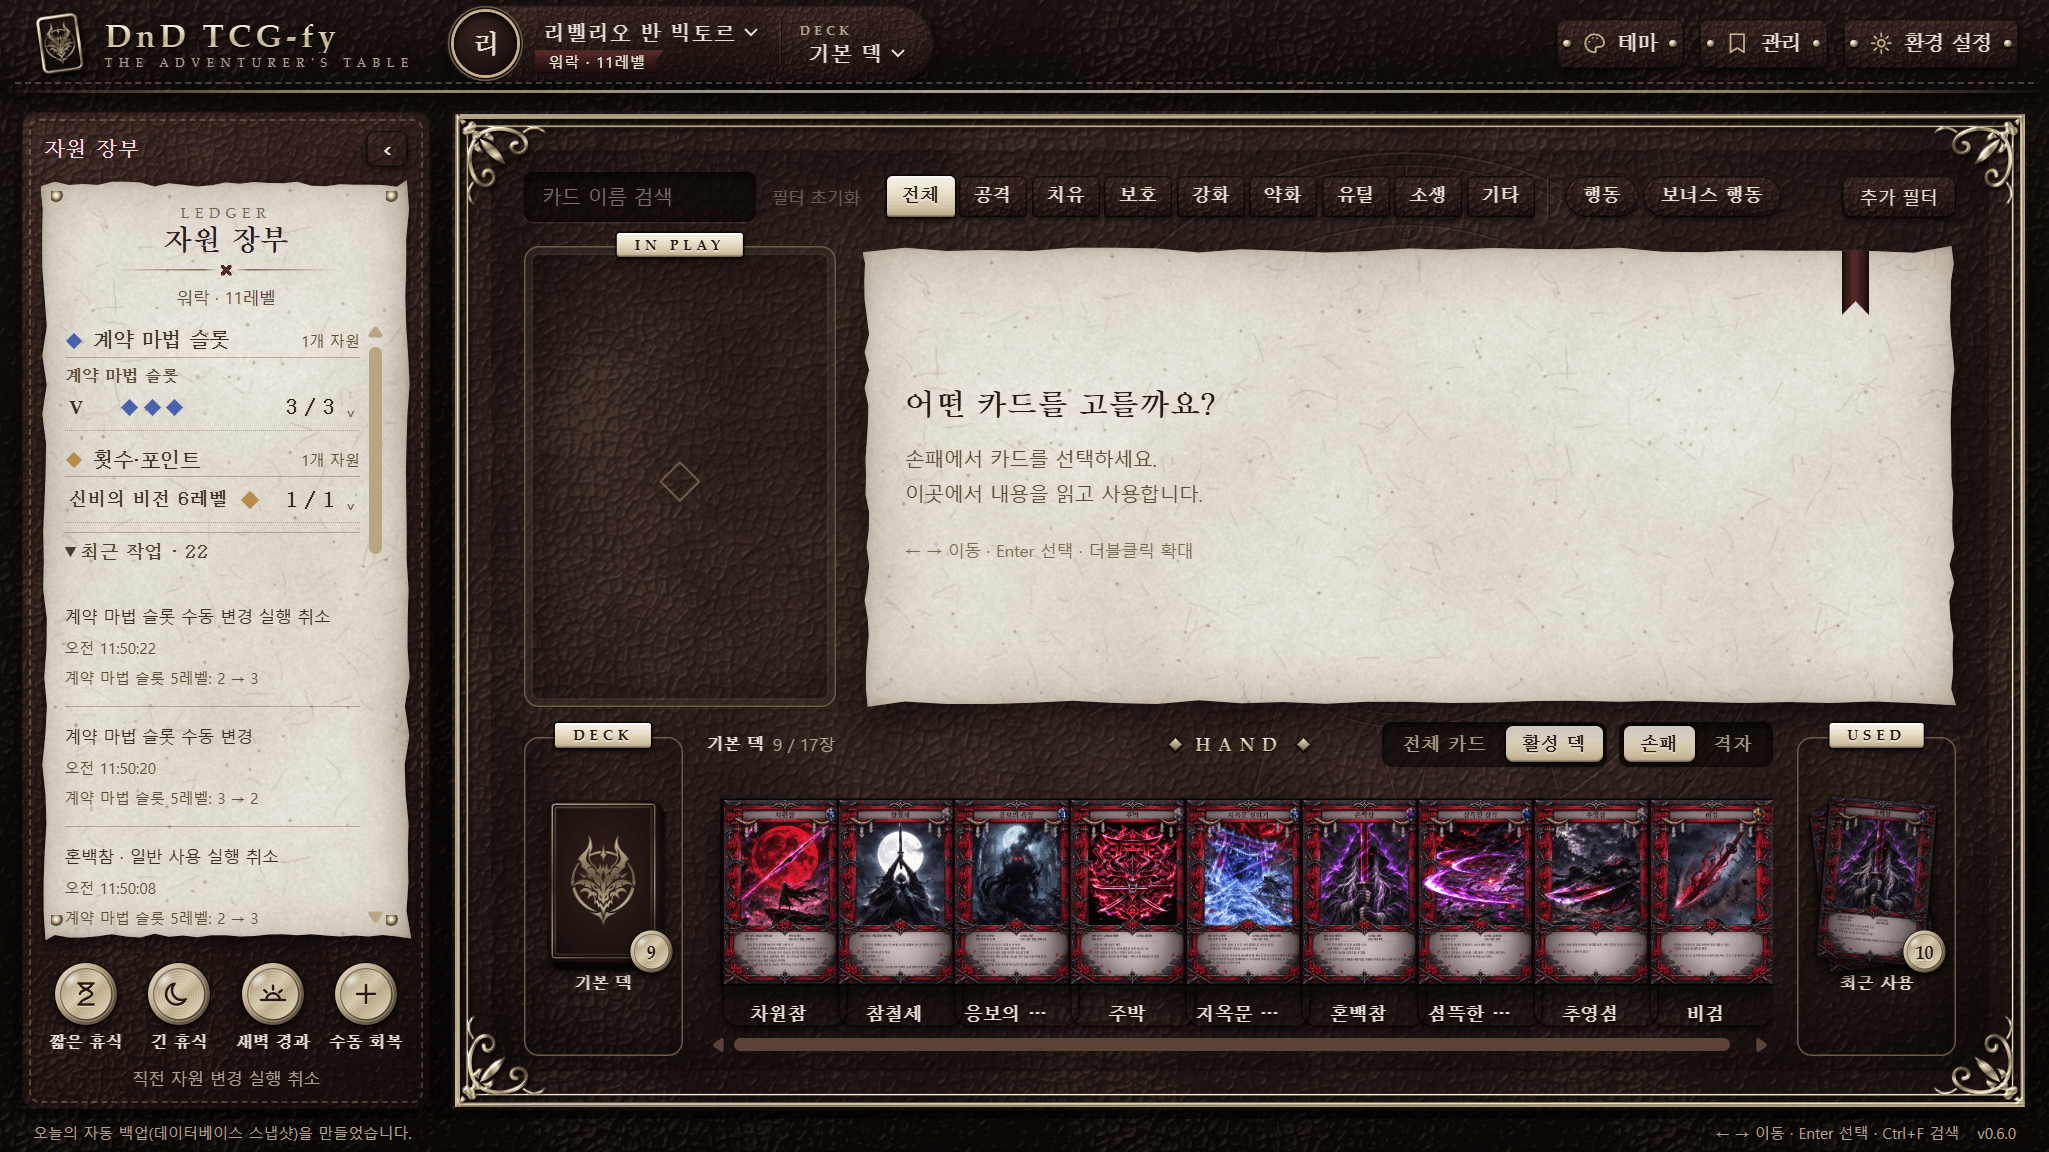 DnD TCG-fy
THE ADVENTURER'S TABLE
리
리벨리오 반 빅토르
워락 · 11레벨
DECK
기본 덱
테마
관리
환경 설정
자원 장부
LEDGER
자원 장부
워락 · 11레벨
계약 마법 슬롯 1개 자원
계약 마법 슬롯
V 3 / 3
횟수·포인트 1개 자원
신비의 비전 6레벨 1 / 1
▼최근 작업 · 22
계약 마법 슬롯 수동 변경 실행 취소
오전 11:50:22
계약 마법 슬롯 5레벨: 2 → 3
계약 마법 슬롯 수동 변경
오전 11:50:20
계약 마법 슬롯 5레벨: 3 → 2
혼백참 · 일반 사용 실행 취소
오전 11:50:08
계약 마법 슬롯 5레벨: 2 → 3
짧은 휴식 긴 휴식 새벽 경과 수동 회복
직전 자원 변경 실행 취소
카드 이름 검색 필터 초기화 전체 공격 치유 보호 강화 약화 유틸 소생 기타 행동 보너스 행동 추가 필터
IN PLAY
어떤 카드를 고를까요?
손패에서 카드를 선택하세요.
이곳에서 내용을 읽고 사용합니다.
← → 이동 · Enter 선택 · 더블클릭 확대
DECK
9
기본 덱
기본 덱 9 / 17장
HAND
전체 카드 활성 덱 손패 격자
차원참 참철세 응보의 ··· 주박 지옥문 ··· 혼백참 섬뜩한 ··· 추영섬 비검
USED
10
최근 사용
오늘의 자동 백업(데이터베이스 스냅샷)을 만들었습니다.
← → 이동 · Enter 선택 · Ctrl+F 검색 v0.6.0